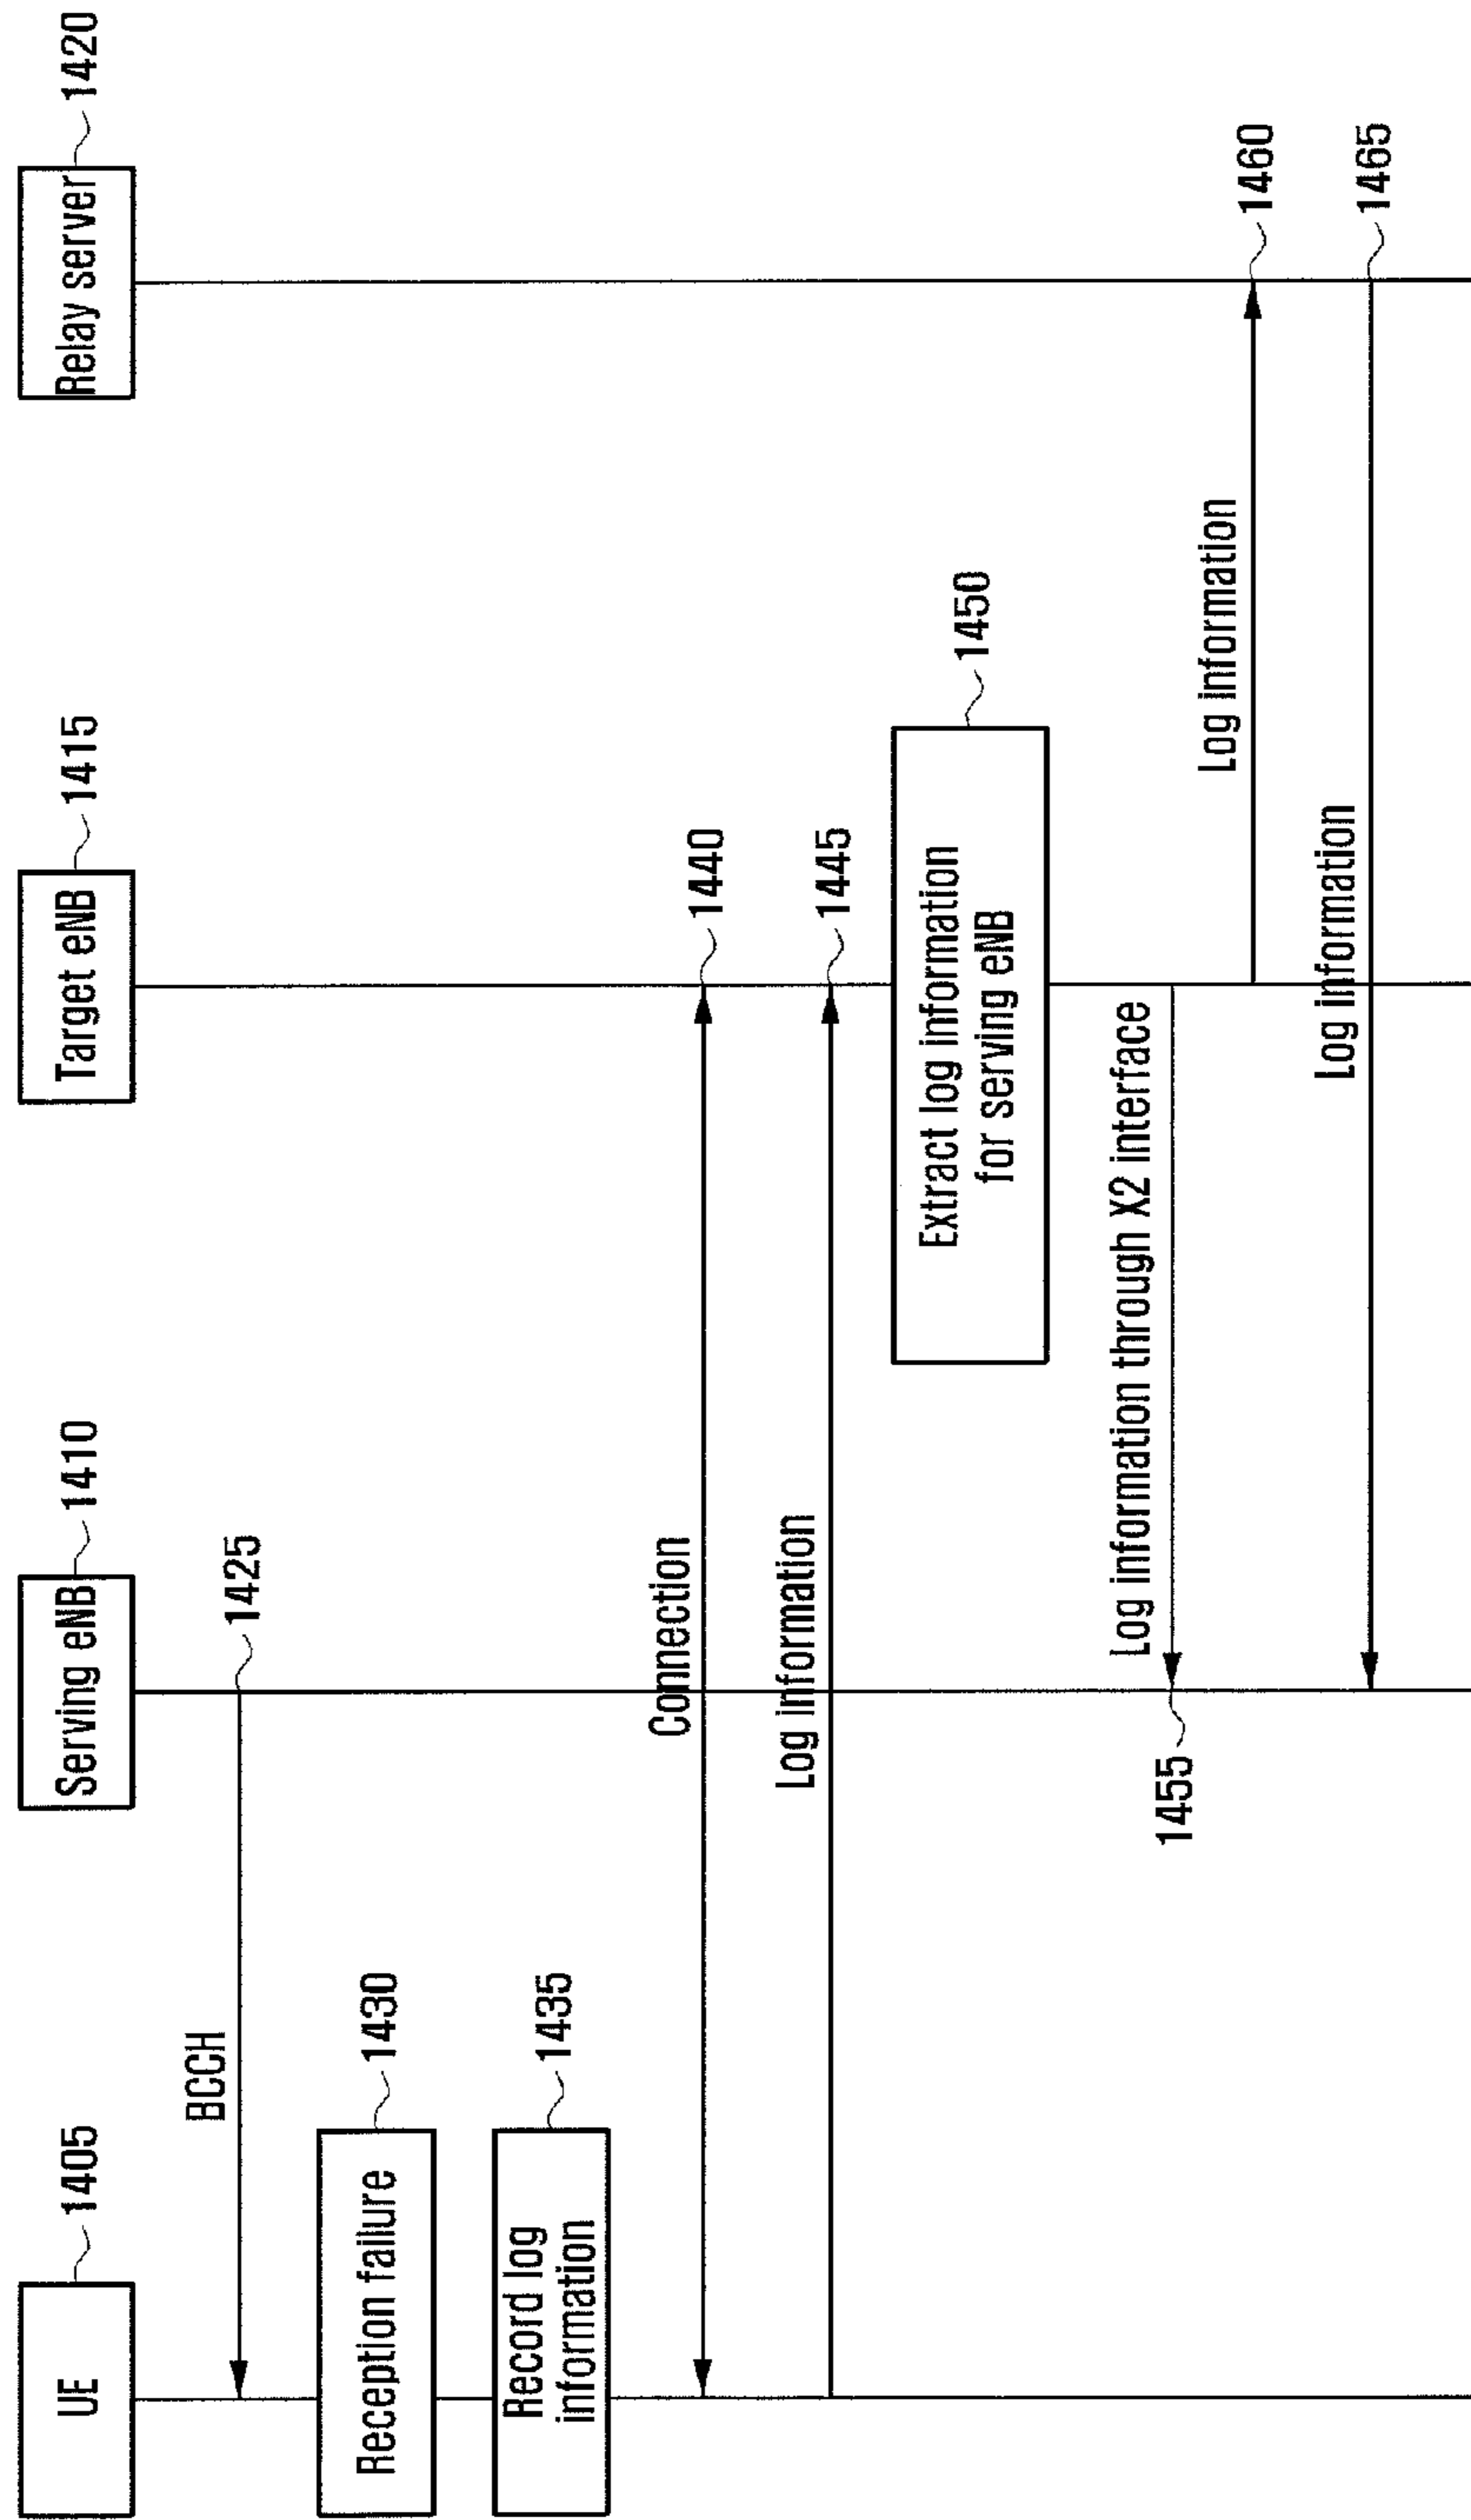 UE
1405
Serving eNB
1410
Target eNB
1415
Relay server
1420
BCCH
1425
Reception failure
1430
Record log
information
1435
Connection
1440
Log information
1445
Extract log information
for serving eNB
1450
Log information through X2 interface
1455
Log information
1460
Log information
1465